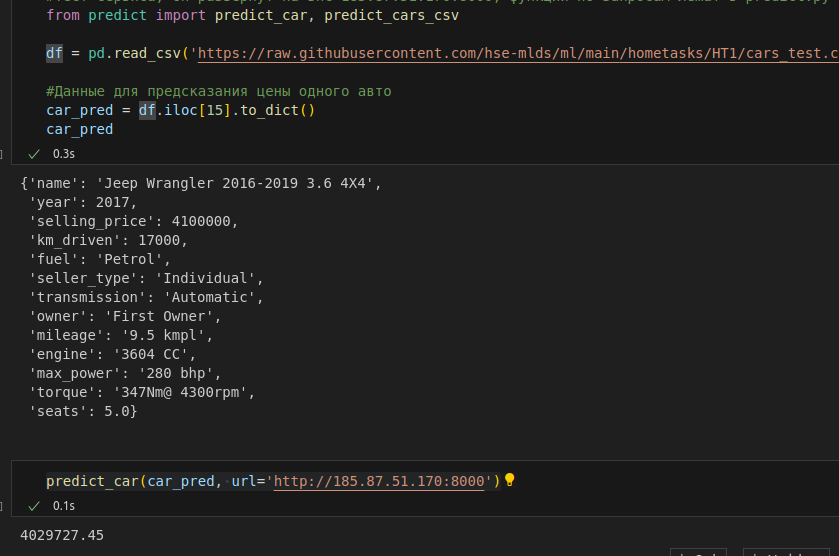 from predict import predict_car, predict_cars_csv
df = pd.read_csv('https://raw.githubusercontent.com/hse-mlds/ml/main/hometasks/HT1/cars_test.c
#Данные для предсказания цены одного авто
car_pred = df.iloc[15].to_dict()
car_pred
✓ 0.3s
{'name': 'Jeep Wrangler 2016-2019 3.6 4X4',
'year': 2017,
'selling_price': 4100000,
'km_driven': 17000,
'fuel': 'Petrol',
'seller_type': 'Individual',
'transmission': 'Automatic',
'owner': 'First Owner',
'mileage': '9.5 kmpl',
'engine': '3604 CC',
'max_power': '280 bhp',
'torque': '347Nm@ 4300rpm',
'seats': 5.0}
predict_car(car_pred, url='http://185.87.51.170:8000')
✓ 0.1s
4029727.45